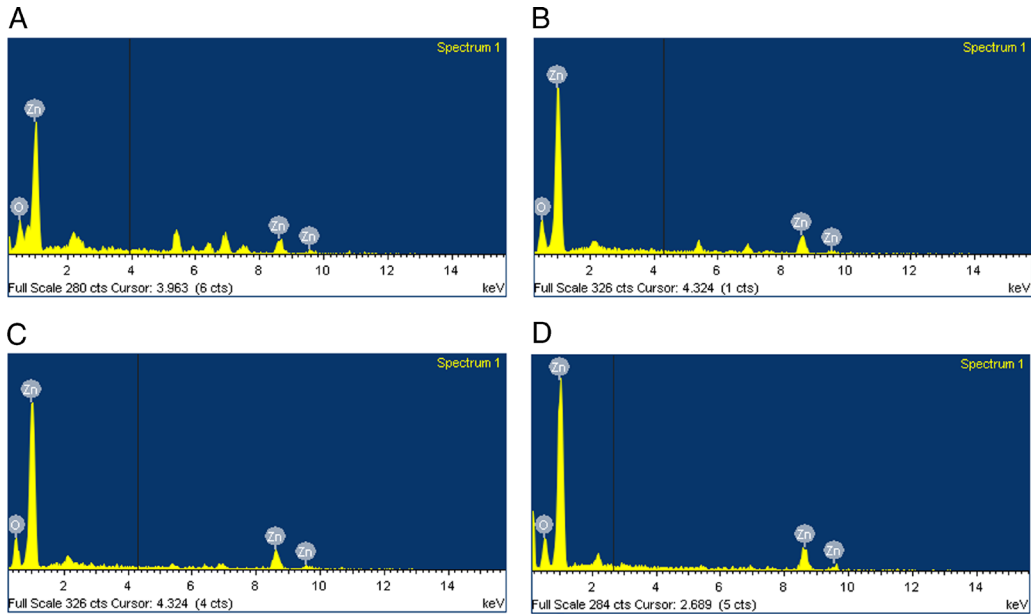 A
Spectrum 1
Zn
O
Zn
Zn
2 4 6 8 10 12 14
Full Scale 280 cts Cursor: 3.963 (6 cts) keV
B
Spectrum 1
Zn
O
Zn
Zn
2 4 6 8 10 12 14
Full Scale 326 cts Cursor: 4.324 (1 cts) keV
C
Spectrum 1
Zn
O
Zn
Zn
2 4 6 8 10 12 14
Full Scale 326 cts Cursor: 4.324 (4 cts) keV
D
Spectrum 1
Zn
O
Zn
Zn
2 4 6 8 10 12 14
Full Scale 284 cts Cursor: 2.689 (5 cts) keV